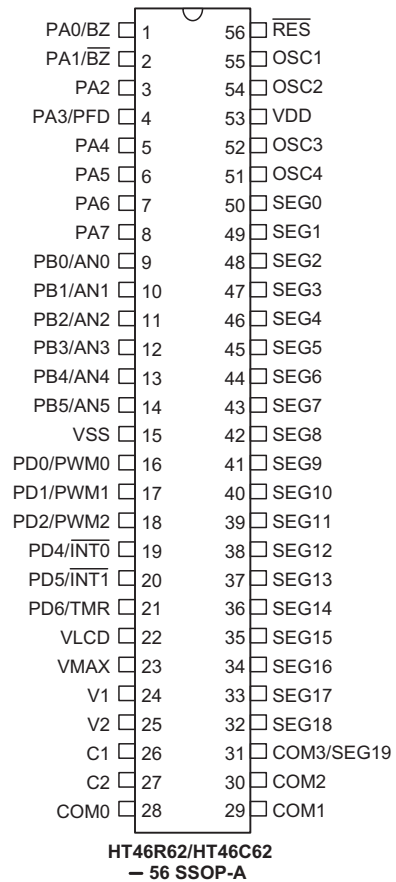 PA0/BZ 1 56 R̅E̅S̅
PA1/B̅Z̅ 2 55 OSC1
PA2 3 54 OSC2
PA3/PFD 4 53 VDD
PA4 5 52 OSC3
PA5 6 51 OSC4
PA6 7 50 SEG0
PA7 8 49 SEG1
PB0/AN0 9 48 SEG2
PB1/AN1 10 47 SEG3
PB2/AN2 11 46 SEG4
PB3/AN3 12 45 SEG5
PB4/AN4 13 44 SEG6
PB5/AN5 14 43 SEG7
VSS 15 42 SEG8
PD0/PWM0 16 41 SEG9
PD1/PWM1 17 40 SEG10
PD2/PWM2 18 39 SEG11
PD4/I̅N̅T̅0̅ 19 38 SEG12
PD5/I̅N̅T̅1̅ 20 37 SEG13
PD6/TMR 21 36 SEG14
VLCD 22 35 SEG15
VMAX 23 34 SEG16
V1 24 33 SEG17
V2 25 32 SEG18
C1 26 31 COM3/SEG19
C2 27 30 COM2
COM0 28 29 COM1
HT46R62/HT46C62
– 56 SSOP-A